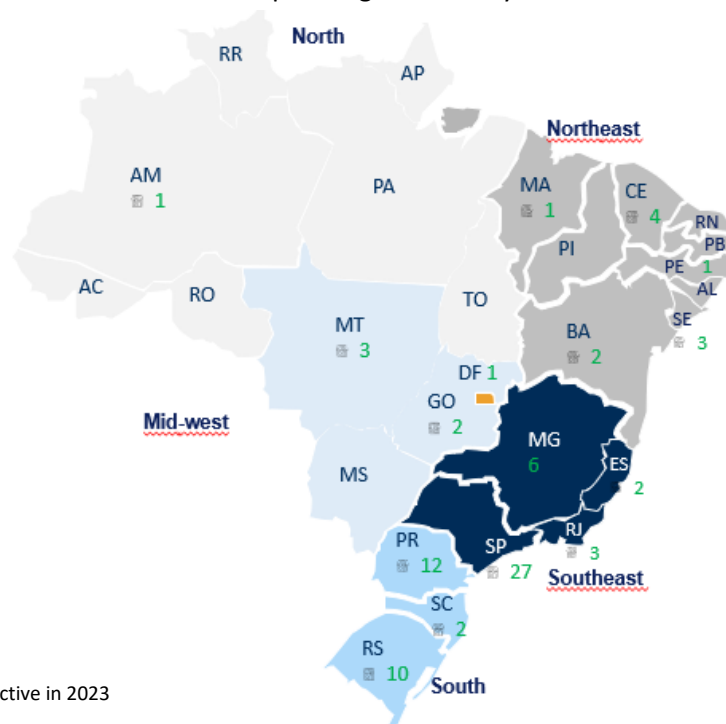 North
RR
AP
Northeast
AM
1
PA
MA
1
CE
4
RN
PB
PI
PE
1
AL
AC
RO
TO
SE
3
MT
3
BA
2
DF 1
GO
2
Mid-west
MG
6
ES
2
MS
RJ
3
PR
12
SP
27
Southeast
SC
2
RS
10
South
ctive in 2023